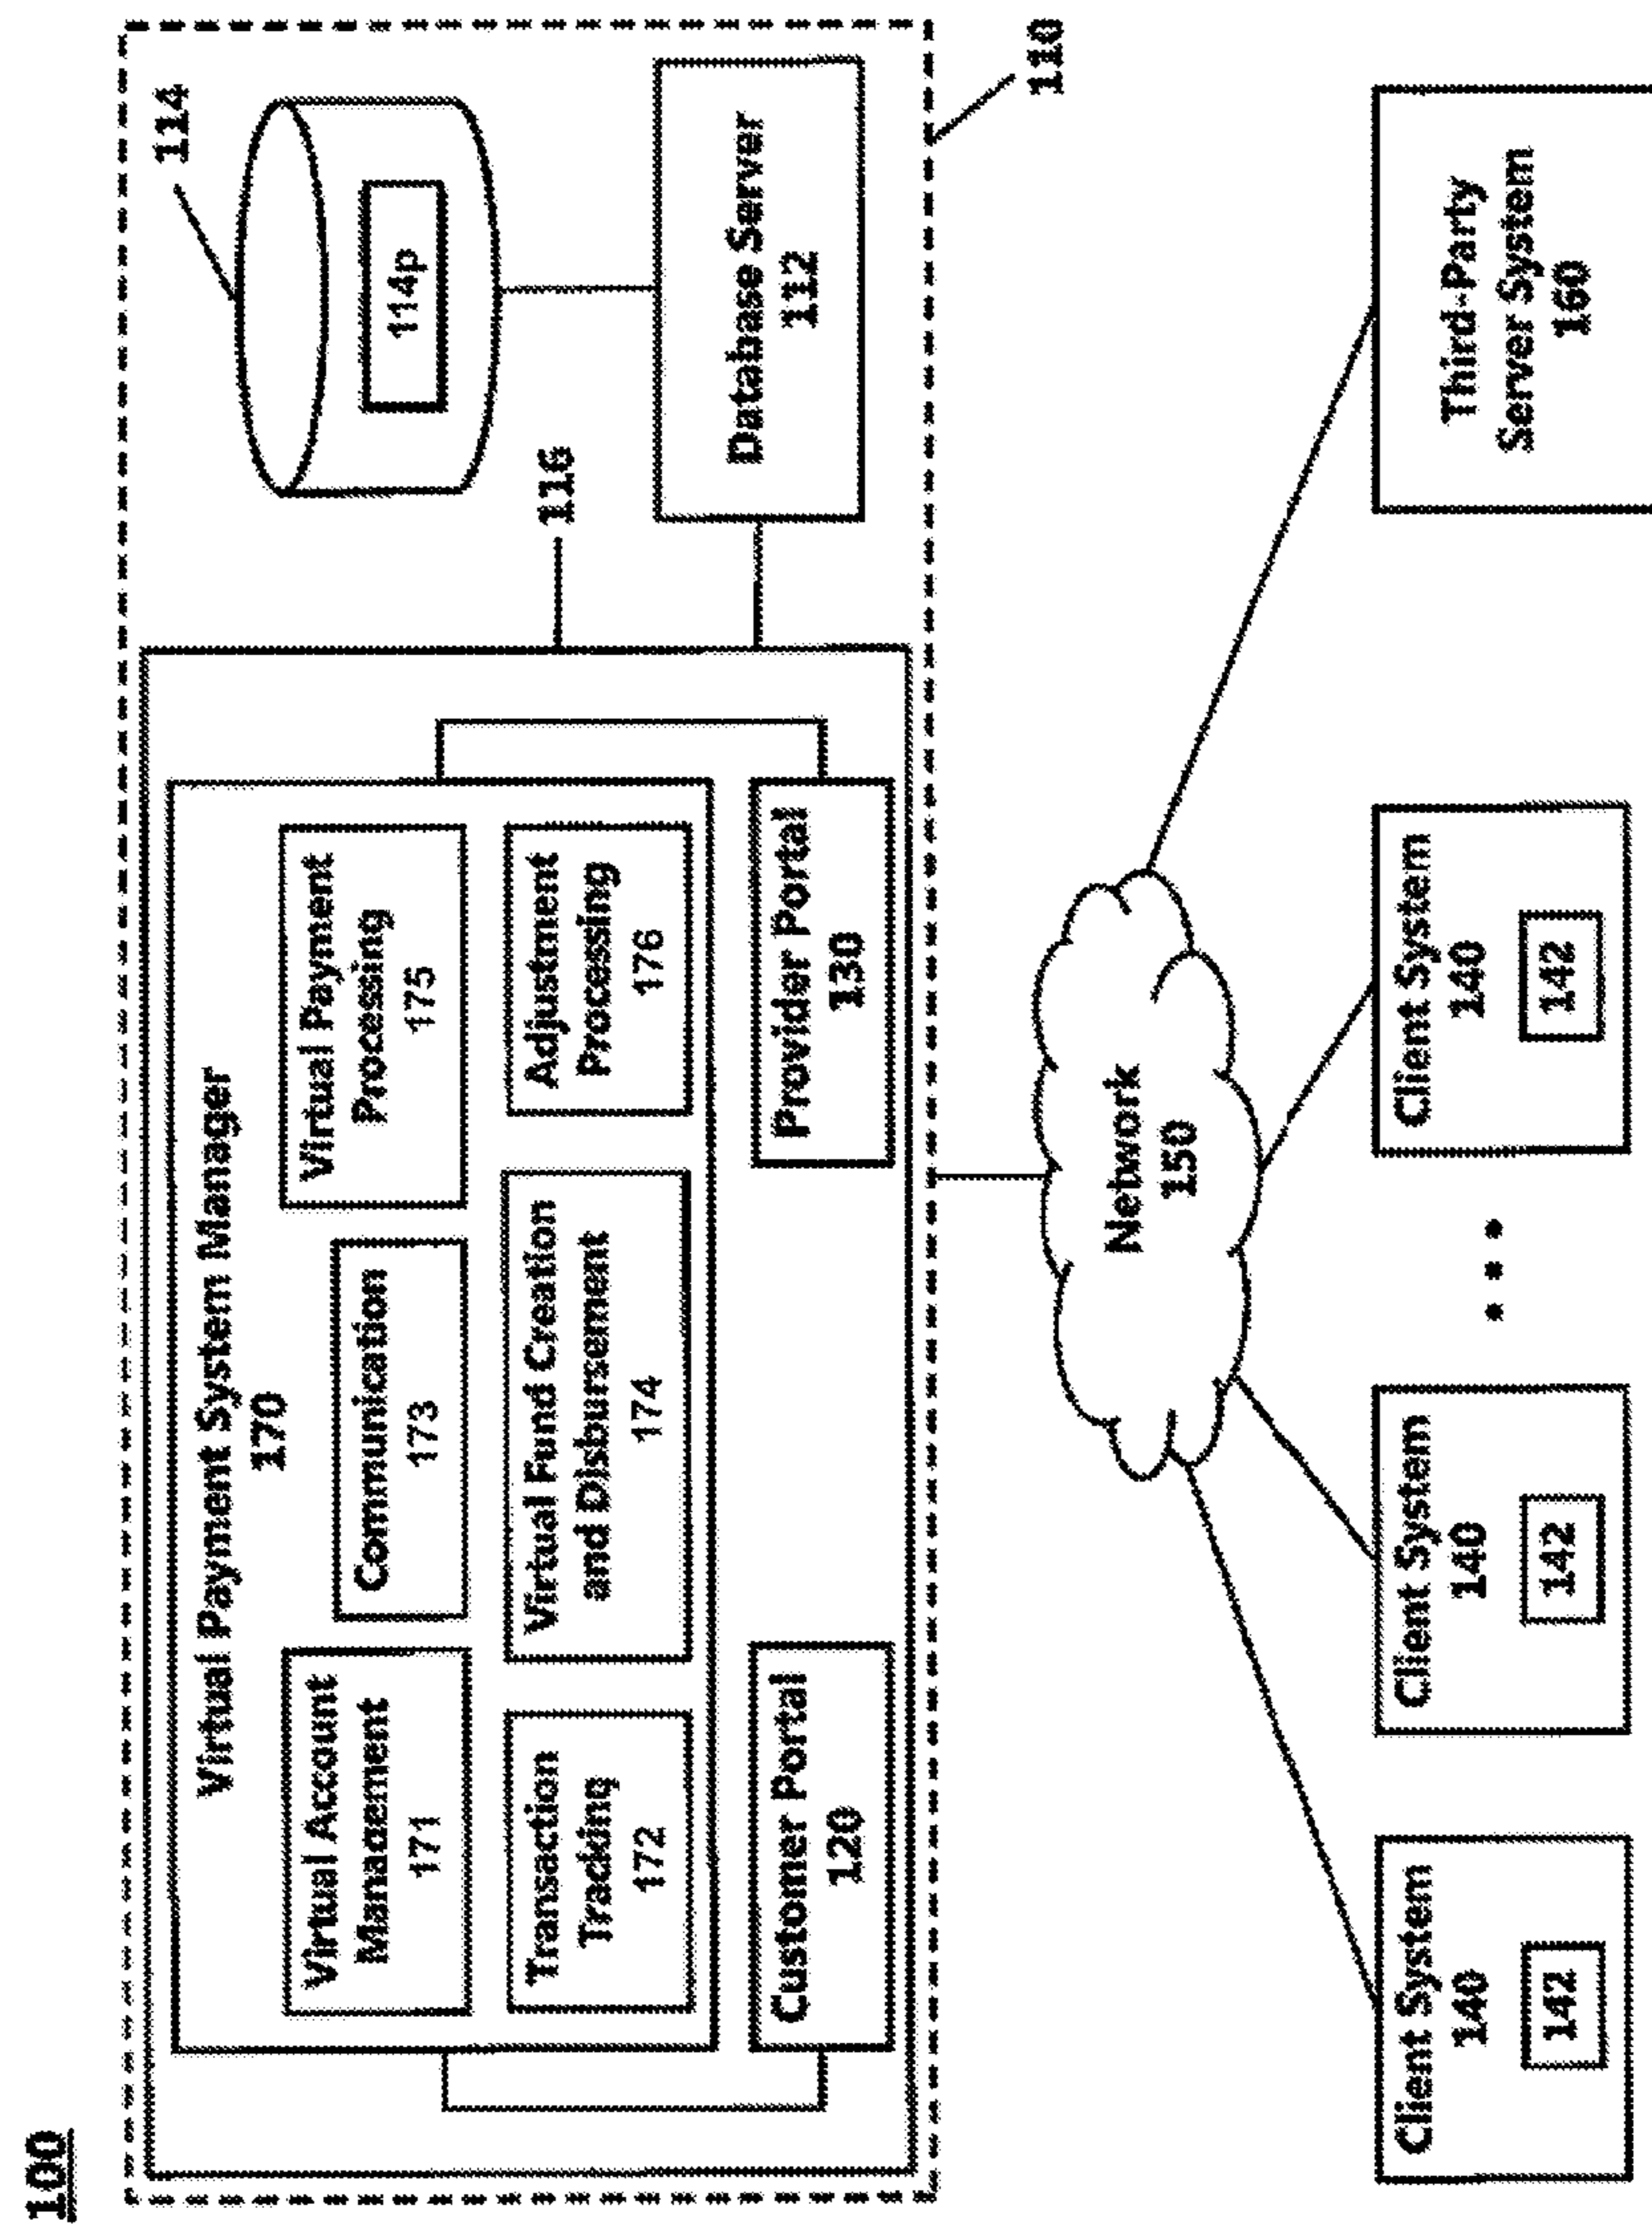 100
Virtual Payment System Manager
170
Virtual Account
Management
171
Communication
173
Virtual Payment
Processing
175
Transaction
Tracking
172
Virtual Fund Creation
and Disbursement
174
Adjustment
Processing
176
Customer Portal
120
Provider Portal
130
116
114
114p
Database Server
112
110
Network
150
Client System
140
142
Client System
140
142
Client System
140
142
Third-Party
Server System
160